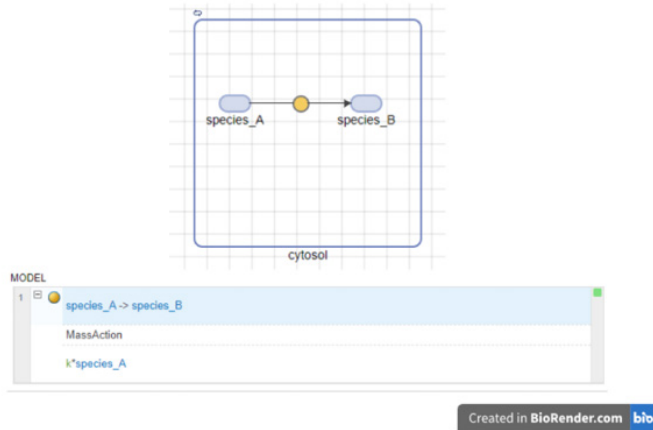 species_A
species_B
cytosol
MODEL
1
species_A -> species_B
MassAction
k*species_A
Created in BioRender.com bio